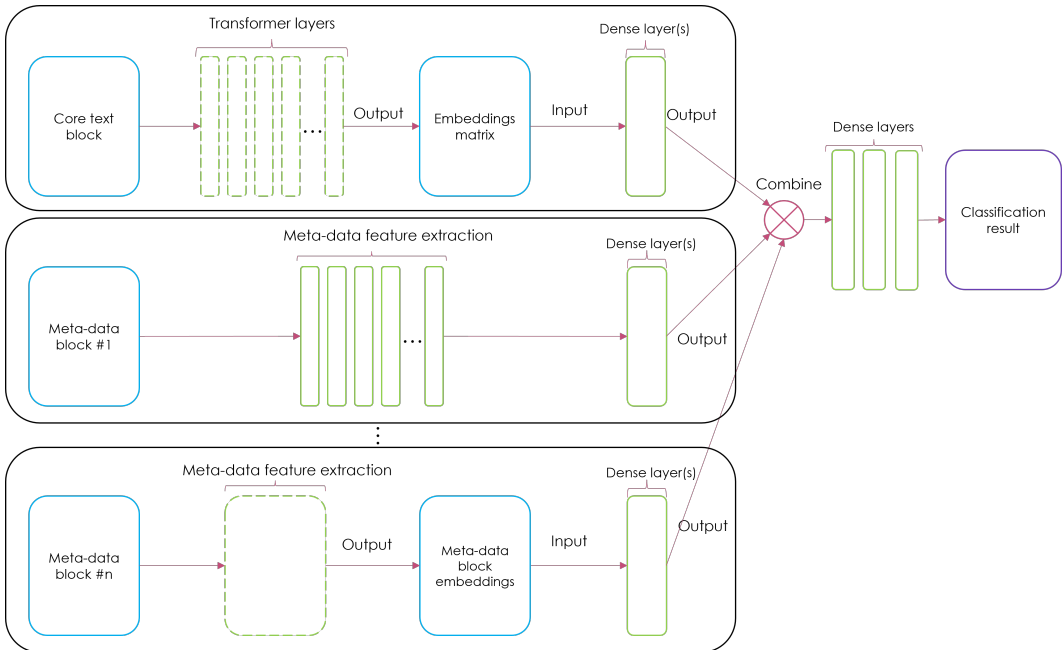 Transformer layers
Dense layer(s)
Core text
block
...
Output
Embeddings
matrix
Input
Output
Dense layers
Combine
Classification
result
Meta-data feature extraction
Dense layer(s)
Meta-data
block #1
...
Output
...
Meta-data feature extraction
Dense layer(s)
Meta-data
block #n
Output
Meta-data
block
embeddings
Input
Output